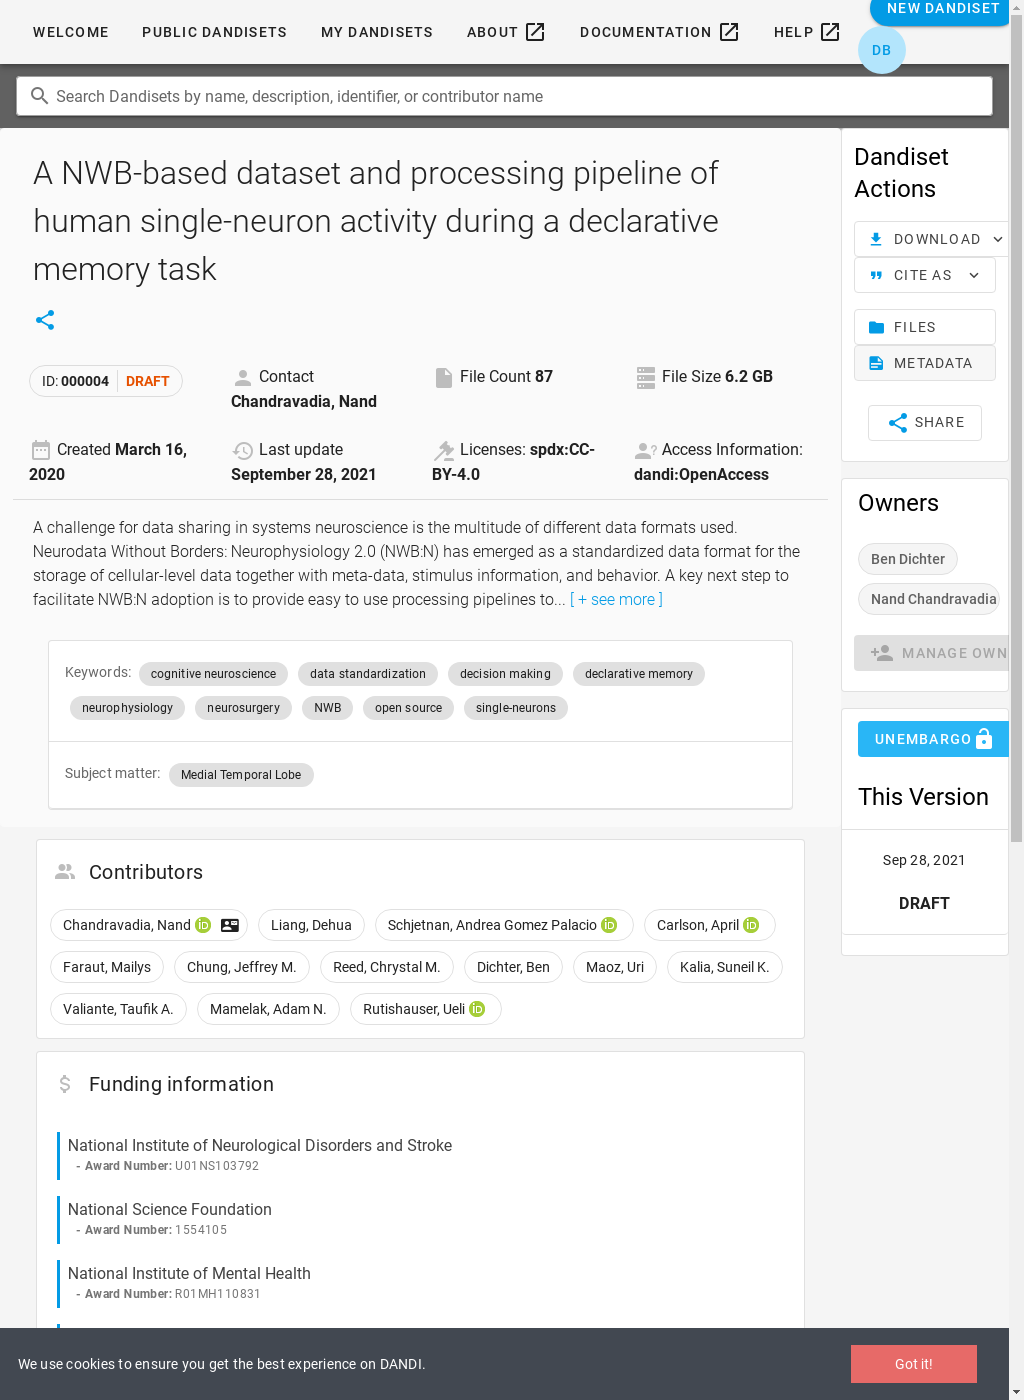 WELCOME PUBLIC DANDISETS MY DANDISETS ABOUT DOCUMENTATION HELP NEW DANDISET
DB
Search Dandisets by name, description, identifier, or contributor name
A NWB-based dataset and processing pipeline of
human single-neuron activity during a declarative
memory task
ID: 000004 DRAFT
Contact
Chandravadia, Nand
File Count 87
File Size 6.2 GB
Created March 16,
2020
Last update
September 28, 2021
Licenses: spdx:CC-
BY-4.0
Access Information:
dandi:OpenAccess
A challenge for data sharing in systems neuroscience is the multitude of different data formats used.
Neurodata Without Borders: Neurophysiology 2.0 (NWB:N) has emerged as a standardized data format for the
storage of cellular-level data together with meta-data, stimulus information, and behavior. A key next step to
facilitate NWB:N adoption is to provide easy to use processing pipelines to... [ + see more ]
Keywords: cognitive neuroscience data standardization decision making declarative memory
neurophysiology neurosurgery NWB open source single-neurons
Subject matter: Medial Temporal Lobe
Contributors
Chandravadia, Nand iD Liang, Dehua Schjetnan, Andrea Gomez Palacio iD Carlson, April iD
Faraut, Mailys Chung, Jeffrey M. Reed, Chrystal M. Dichter, Ben Maoz, Uri Kalia, Suneil K.
Valiante, Taufik A. Mamelak, Adam N. Rutishauser, Ueli iD
Funding information
National Institute of Neurological Disorders and Stroke
- Award Number: U01NS103792
National Science Foundation
- Award Number: 1554105
National Institute of Mental Health
- Award Number: R01MH110831
Dandiset
Actions
DOWNLOAD
CITE AS
FILES
METADATA
SHARE
Owners
Ben Dichter
Nand Chandravadia
MANAGE OWN
UNEMBARGO
This Version
Sep 28, 2021
DRAFT
We use cookies to ensure you get the best experience on DANDI.
Got it!